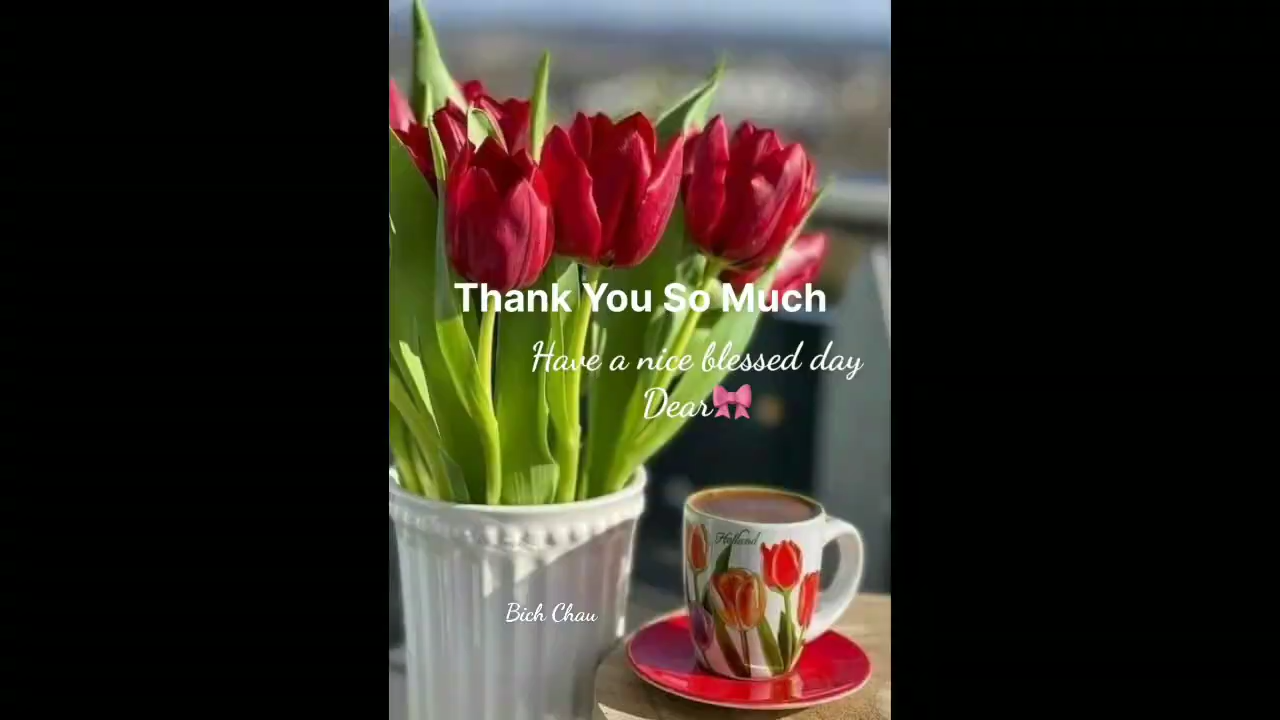 Thank You So Much
Have a nice blessed day
Dear🎀
Holland
Bich Chau